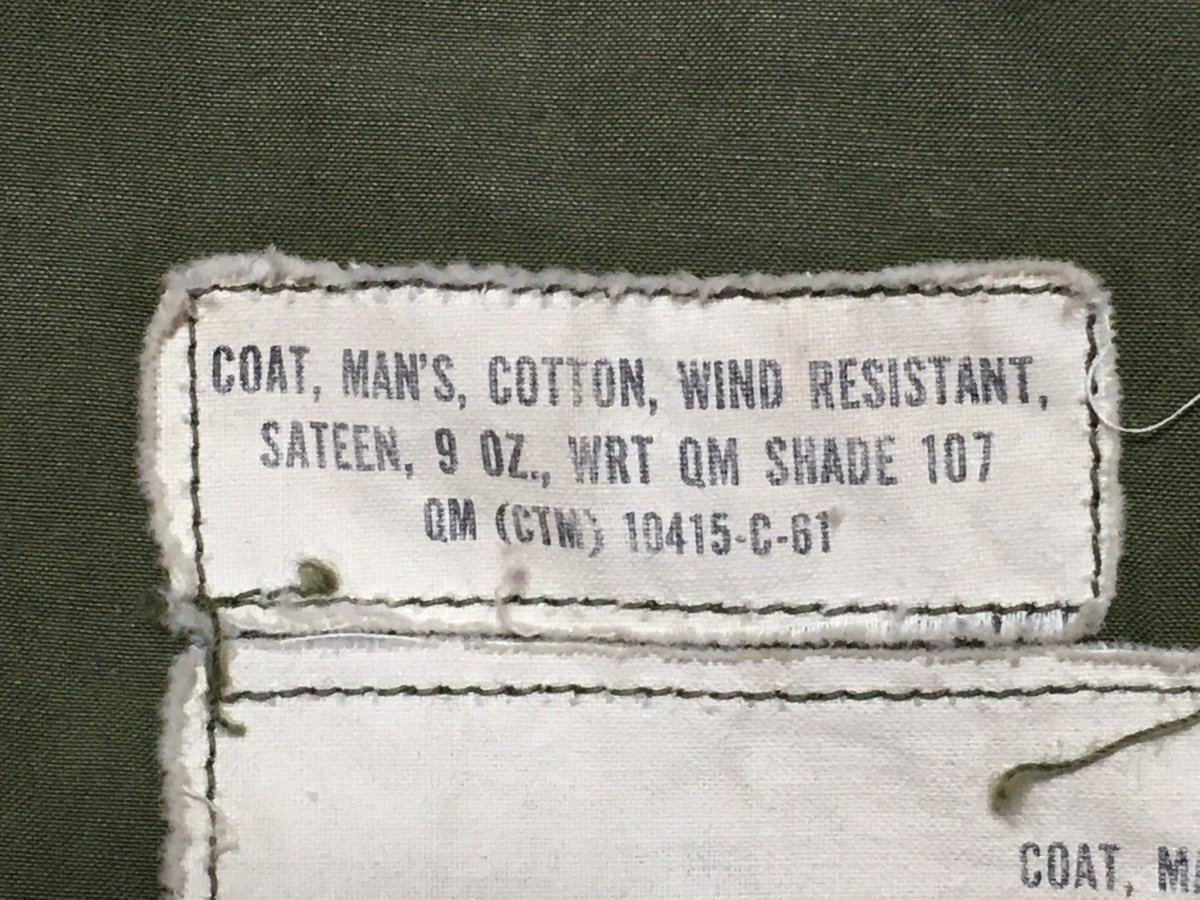 COAT, MAN'S, COTTON, WIND RESISTANT,
SATEEN, 9 OZ., WRT QM SHADE 107
QM (CTM) 10415-C-61
COAT,